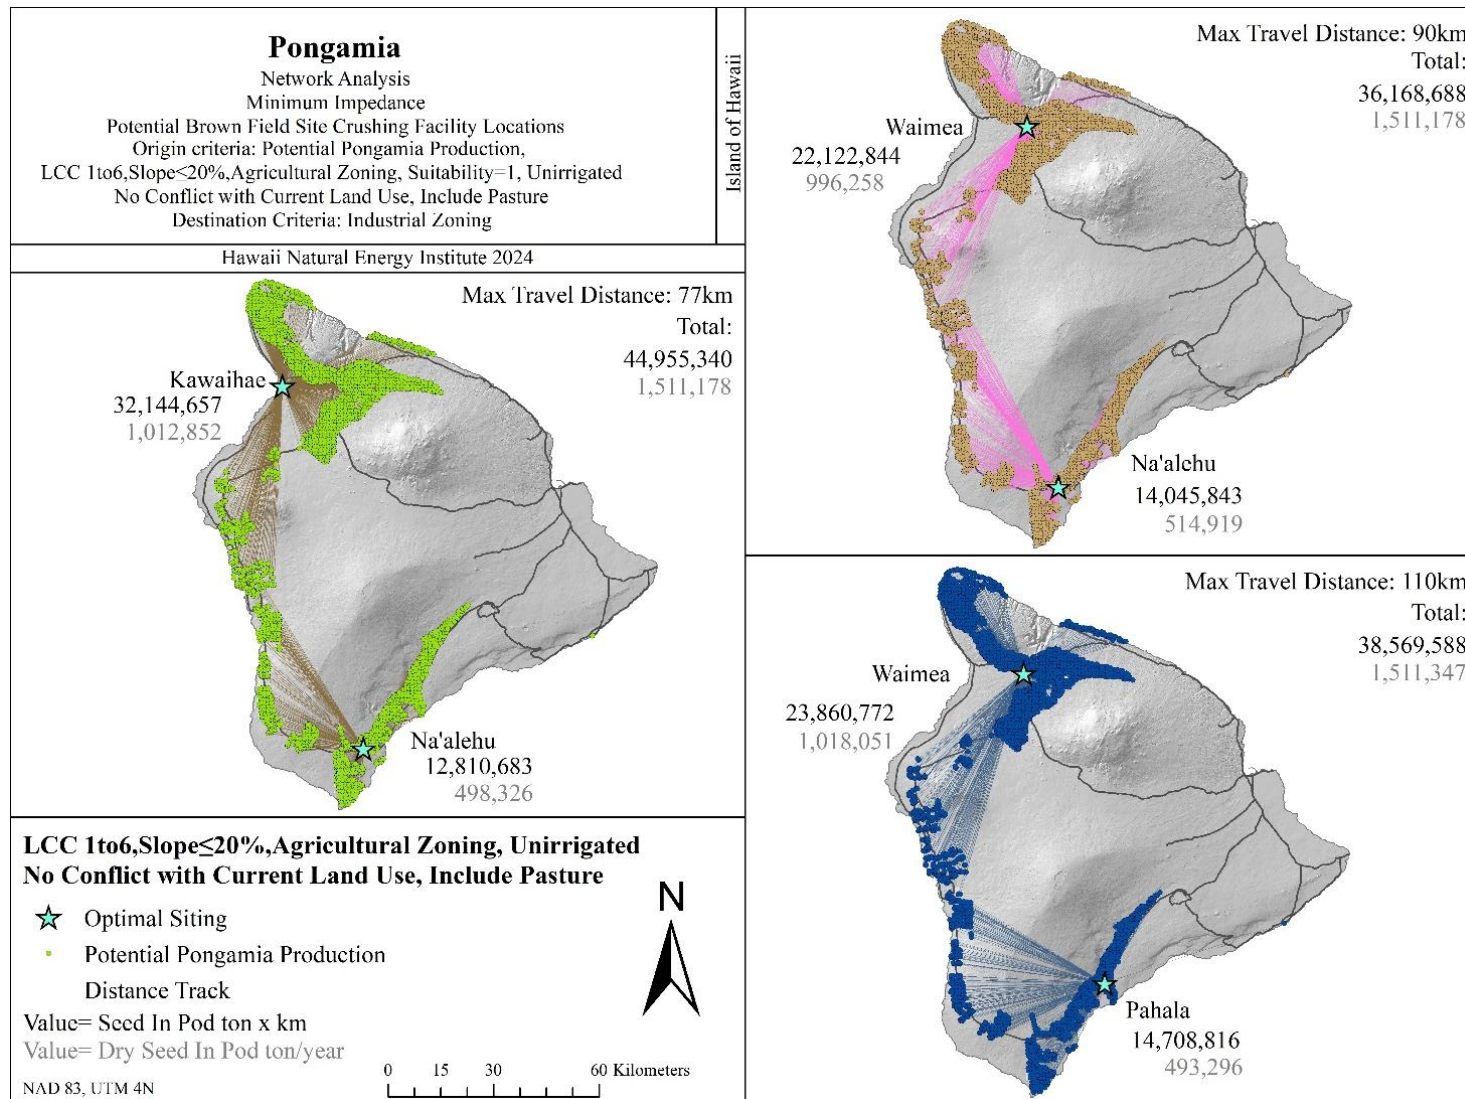 Pongamia
Network Analysis
Minimum Impedance
Potential Brown Field Site Crushing Facility Locations
Origin criteria: Potential Pongamia Production,
LCC 1to6,Slope≤20%,Agricultural Zoning, Suitability=1, Unirrigated
No Conflict with Current Land Use, Include Pasture
Destination Criteria: Industrial Zoning
Island of Hawaii
Hawaii Natural Energy Institute 2024
Max Travel Distance: 77km
Total:
44,955,340
1,511,178
Kawaihae
32,144,657
1,012,852
Na'alehu
12,810,683
498,326
Max Travel Distance: 90km
Total:
36,168,688
1,511,178
Waimea
22,122,844
996,258
Na'alehu
14,045,843
514,919
Max Travel Distance: 110km
Total:
38,569,588
1,511,347
Waimea
23,860,772
1,018,051
Pahala
14,708,816
493,296
LCC 1to6,Slope≤20%,Agricultural Zoning, Unirrigated
No Conflict with Current Land Use, Include Pasture
Optimal Siting
Potential Pongamia Production
Distance Track
Value= Seed In Pod ton x km
Value= Dry Seed In Pod ton/year
NAD 83, UTM 4N
N
0 15 30 60 Kilometers